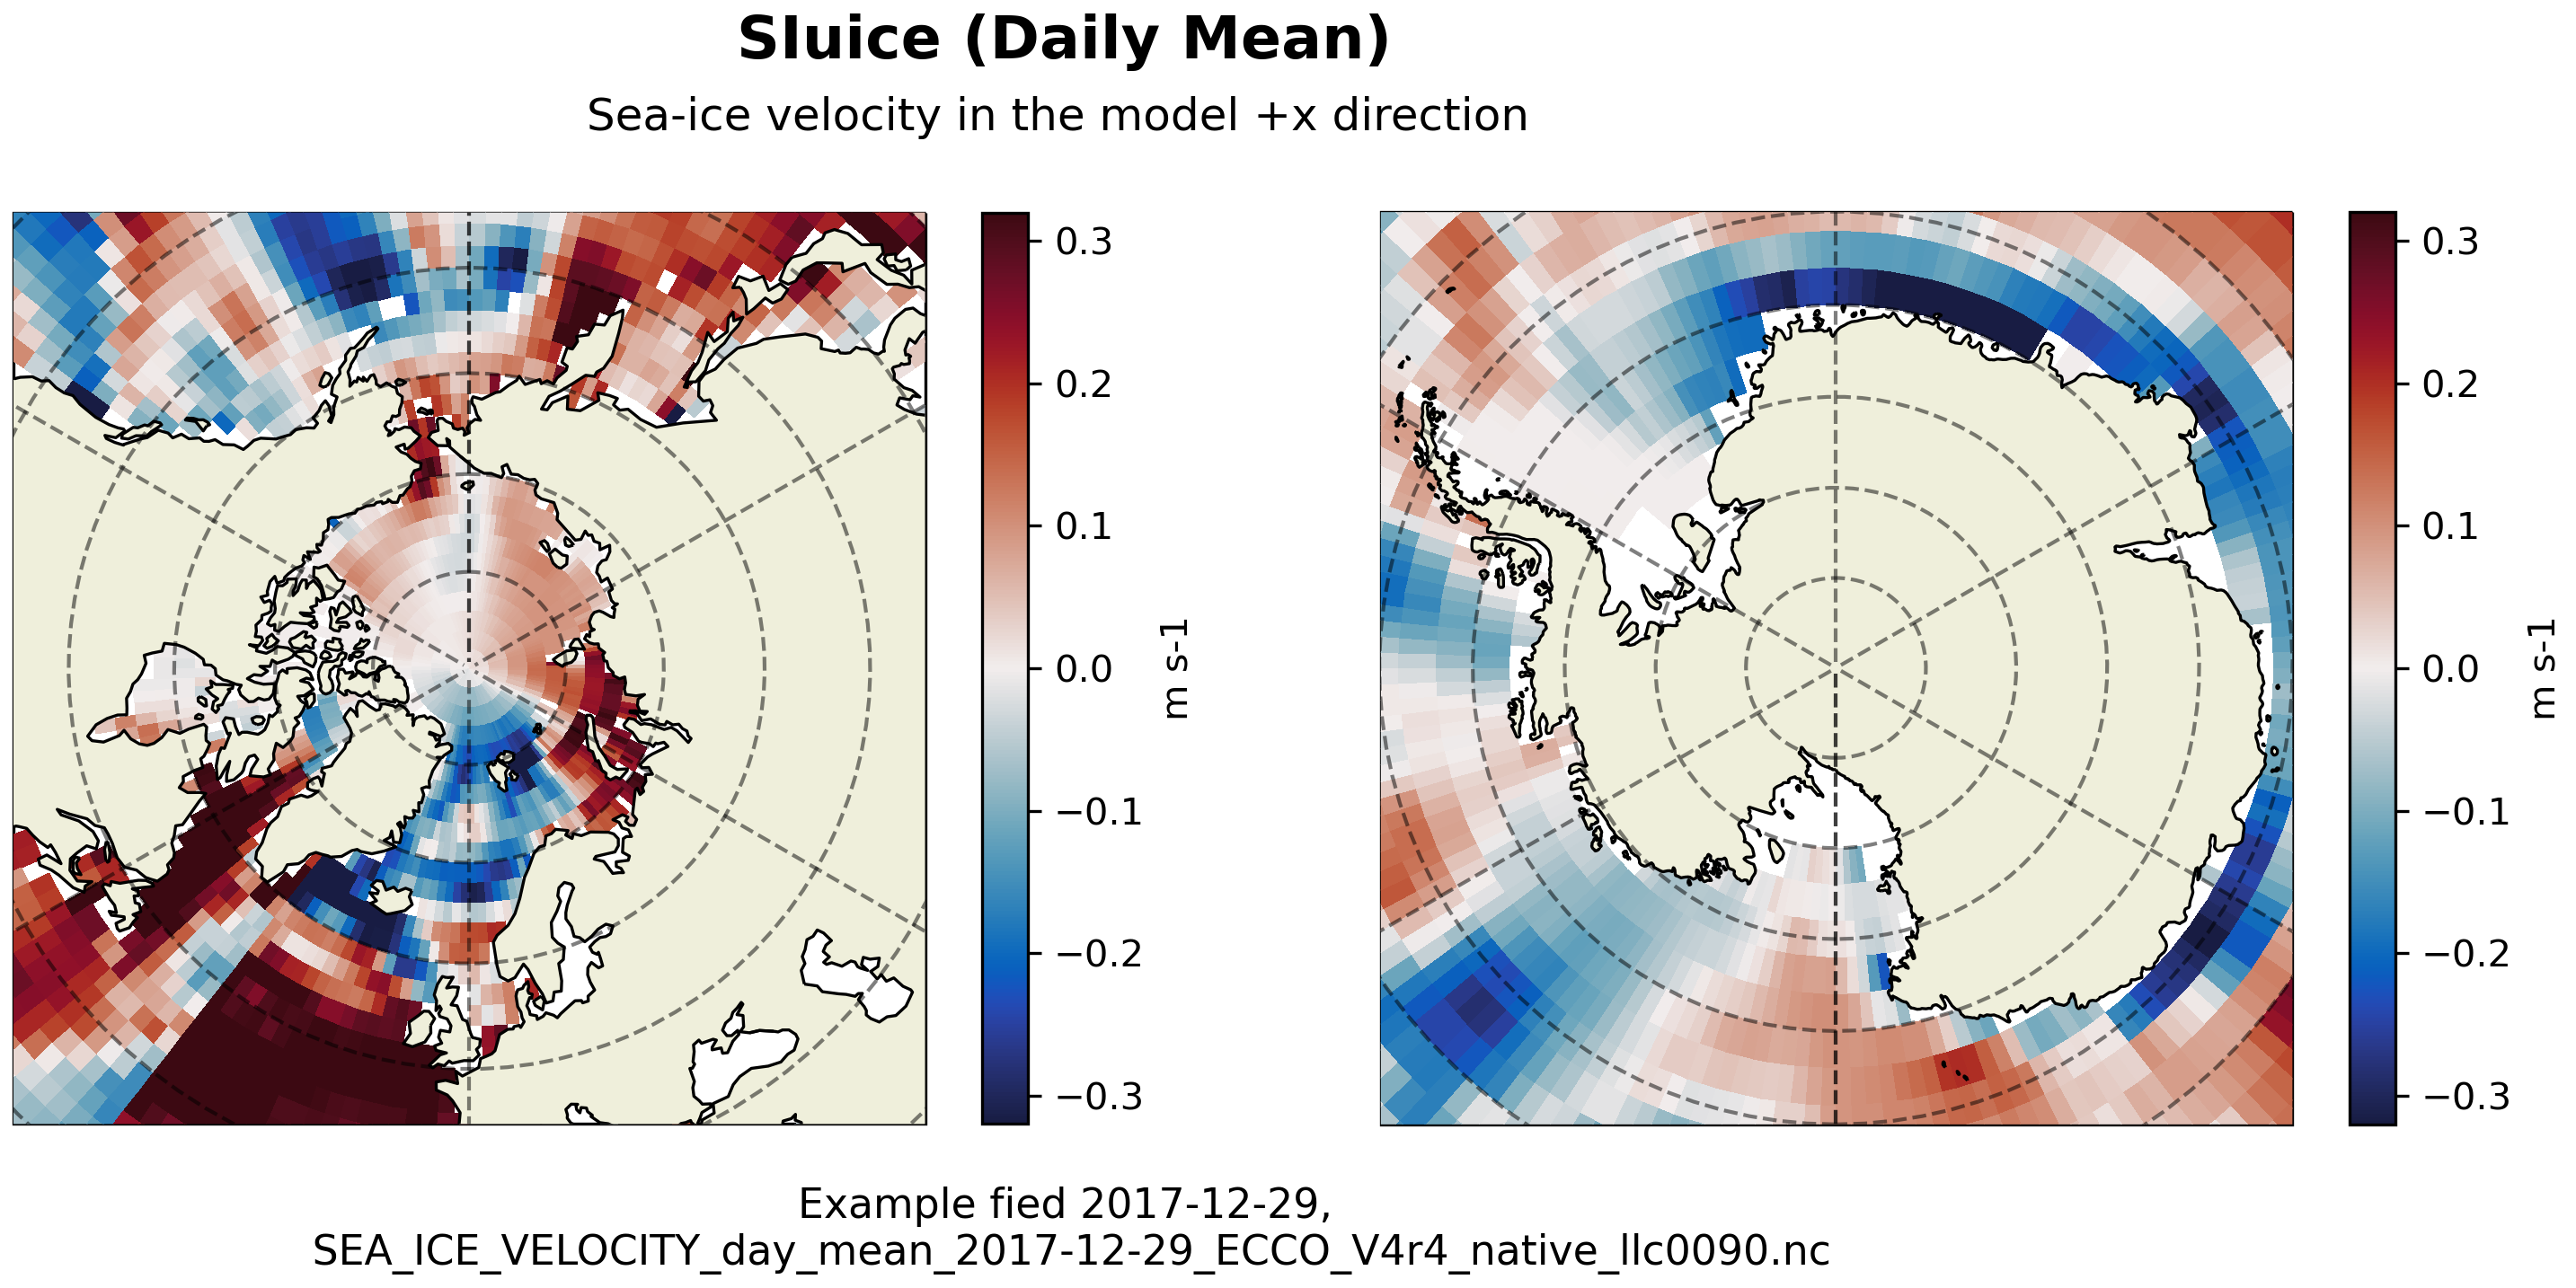 SIuice (Daily Mean)
Sea-ice velocity in the model +x direction
0.3
0.2
0.1
0.0
−0.1
−0.2
−0.3
m s-1
0.3
0.2
0.1
0.0
−0.1
−0.2
−0.3
m s-1
Example fied 2017-12-29,
SEA_ICE_VELOCITY_day_mean_2017-12-29_ECCO_V4r4_native_llc0090.nc